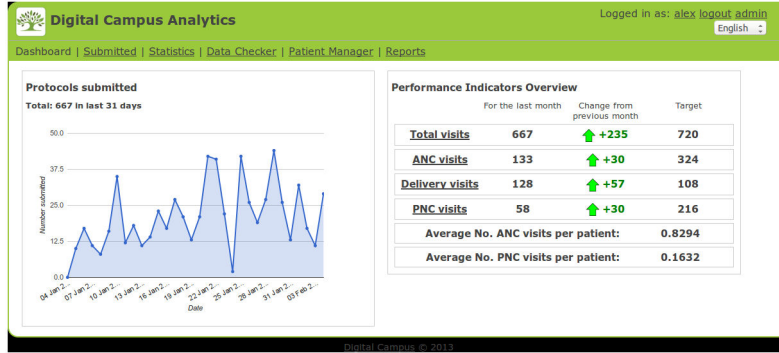 Digital Campus Analytics
Logged in as: alex logout admin
English
Dashboard | Submitted | Statistics | Data Checker | Patient Manager | Reports
Protocols submitted
Total: 667 in last 31 days
50.0
37.5
25.0
12.5
0.0
Number submitted
04 Jan 2...
07 Jan 2...
10 Jan 2...
13 Jan 2...
16 Jan 2...
19 Jan 2...
22 Jan 2...
25 Jan 2...
28 Jan 2...
31 Jan 2...
03 Feb 2...
Date
Performance Indicators Overview
For the last month Change from previous month Target
Total visits 667 +235 720
ANC visits 133 +30 324
Delivery visits 128 +57 108
PNC visits 58 +30 216
Average No. ANC visits per patient: 0.8294
Average No. PNC visits per patient: 0.1632
Digital Campus © 2013